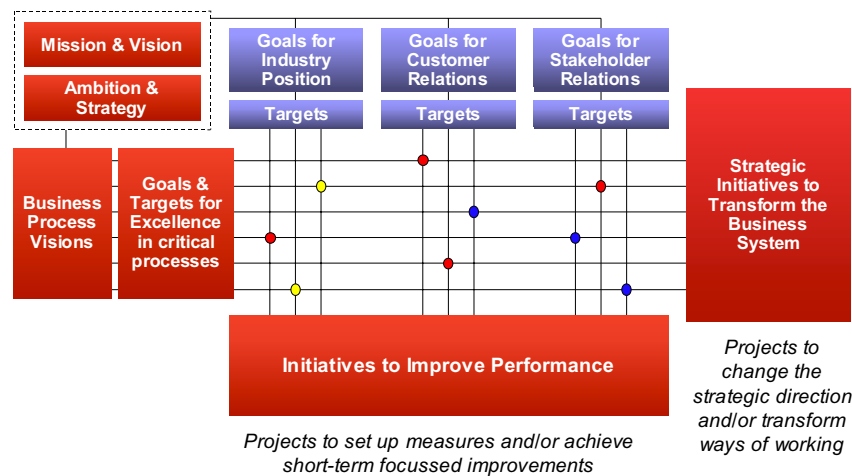 Mission & Vision
Ambition &
Strategy
Goals for
Industry
Position
Goals for
Customer
Relations
Goals for
Stakeholder
Relations
Targets
Targets
Targets
Business
Process
Visions
Goals &
Targets for
Excellence
in critical
processes
Strategic
Initiatives to
Transform the
Business
System
Initiatives to Improve Performance
Projects to
change the
strategic direction
and/or transform
ways of working
Projects to set up measures and/or achieve
short-term focussed improvements